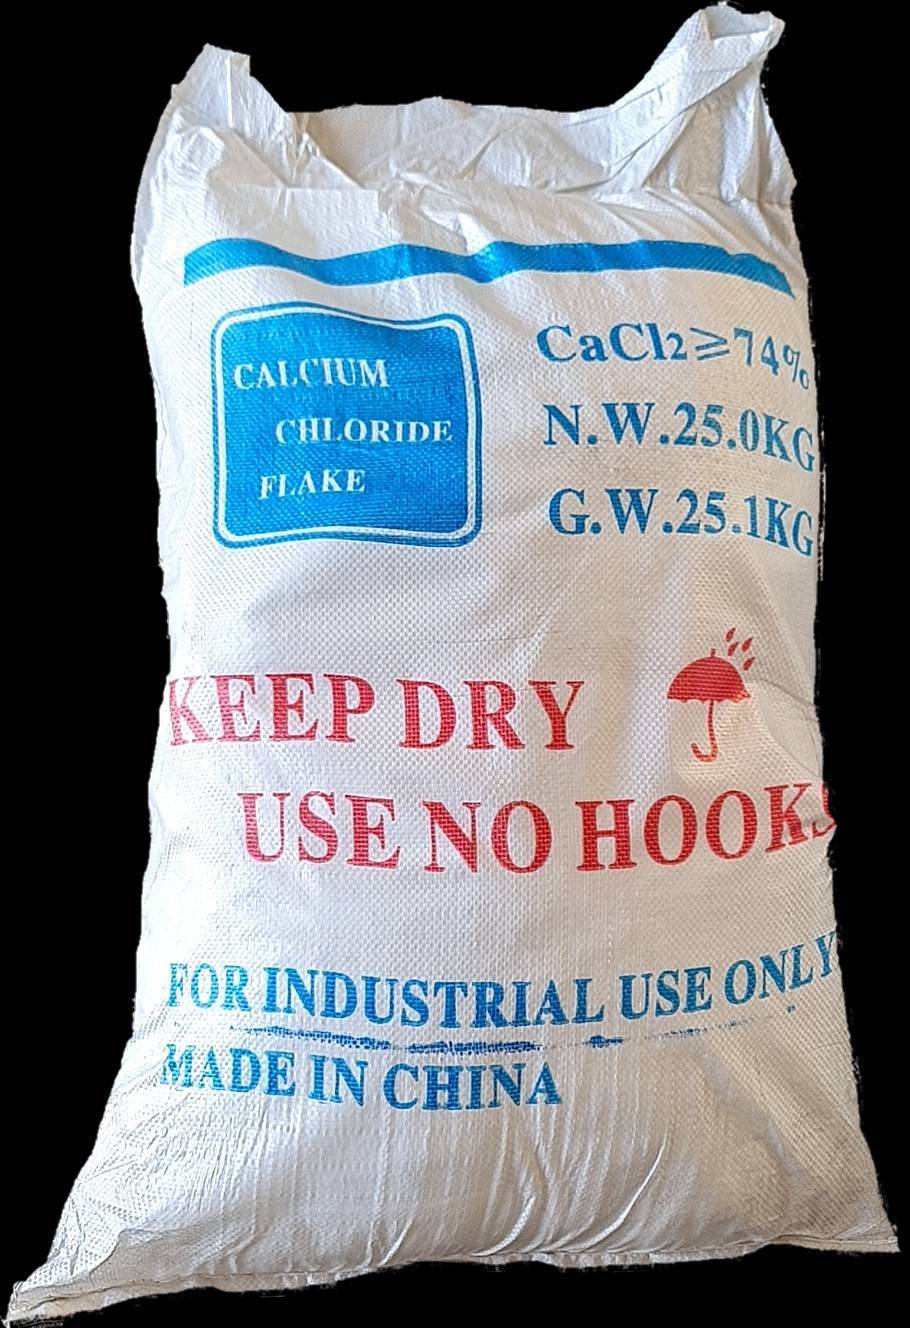 CALCIUM
CHLORIDE
FLAKE
CaCl2⩾74%
N.W.25.0KG
G.W.25.1KG
KEEP DRY
USE NO HOOKS
FOR INDUSTRIAL USE ONLY
MADE IN CHINA